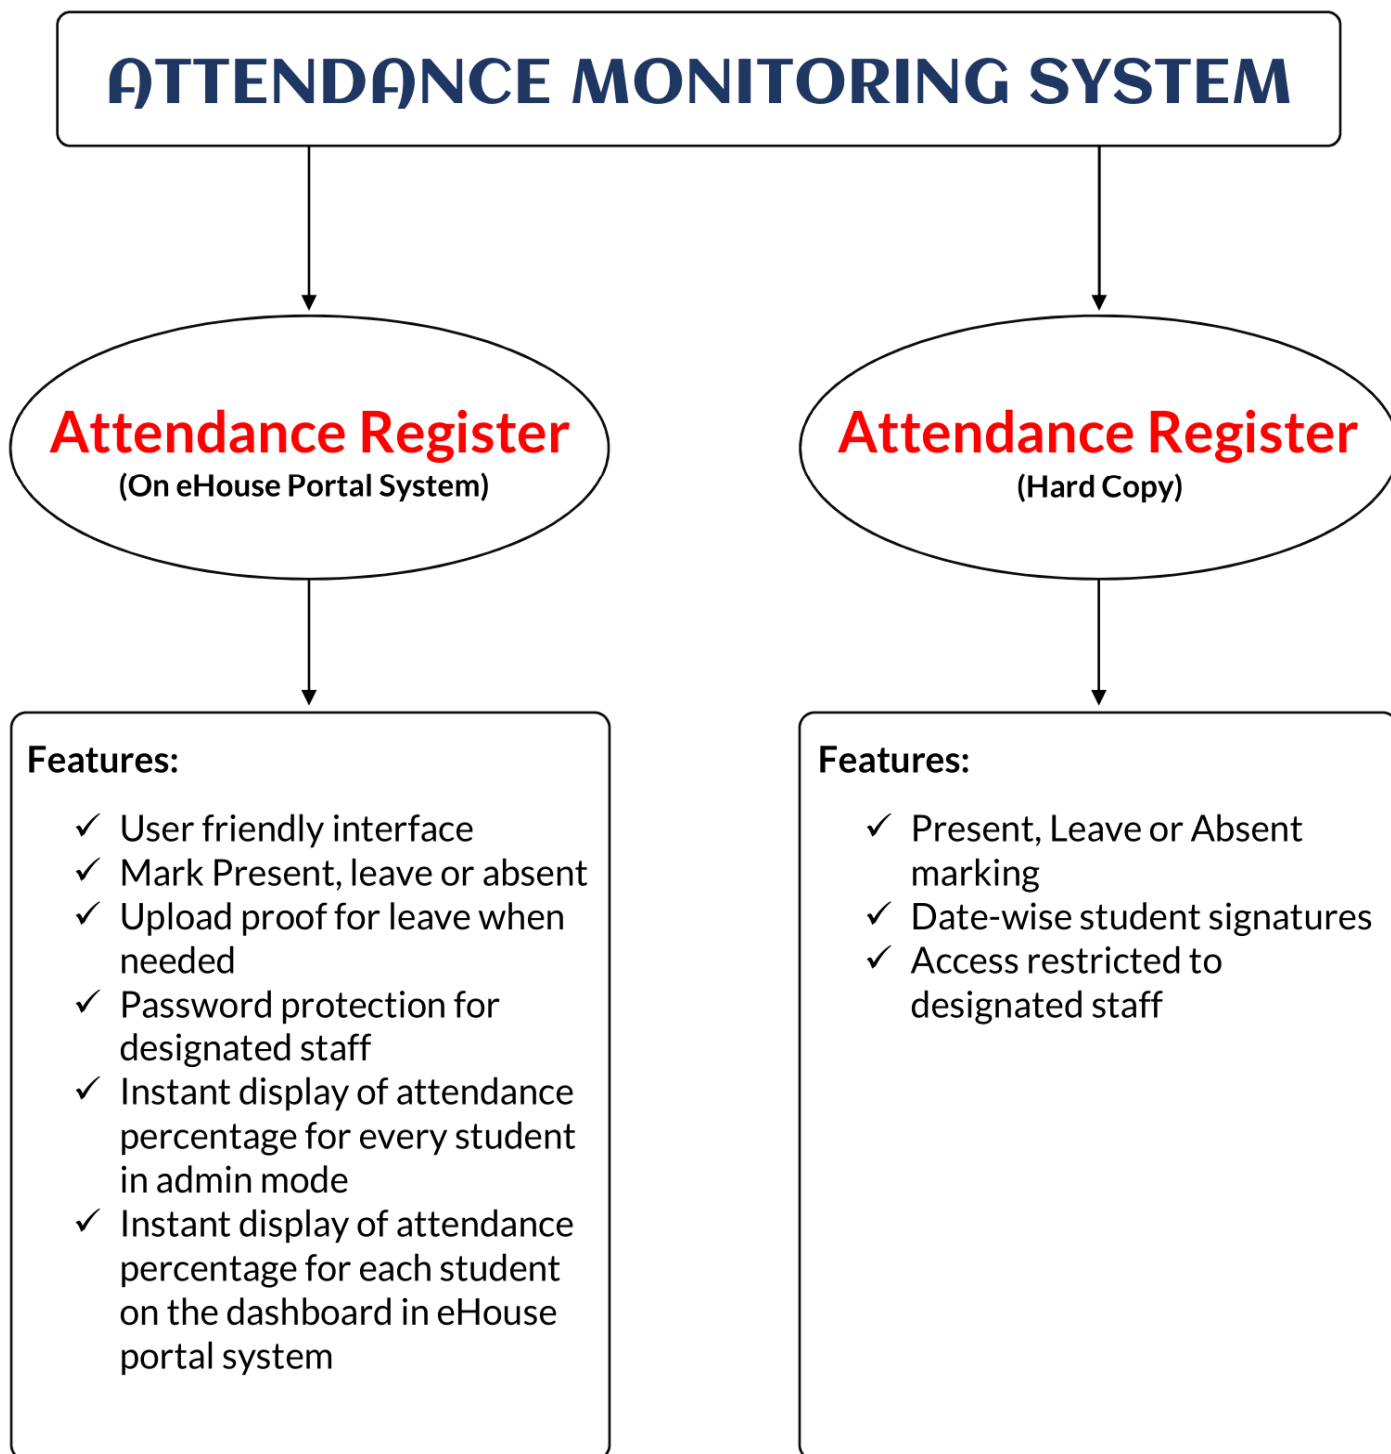 ATTENDANCE MONITORING SYSTEM
Attendance Register
(On eHouse Portal System)
Attendance Register
(Hard Copy)
Features:
✓ User friendly interface
✓ Mark Present, leave or absent
✓ Upload proof for leave when
needed
✓ Password protection for
designated staff
✓ Instant display of attendance
percentage for every student
in admin mode
✓ Instant display of attendance
percentage for each student
on the dashboard in eHouse
portal system
Features:
✓ Present, Leave or Absent
marking
✓ Date-wise student signatures
✓ Access restricted to
designated staff